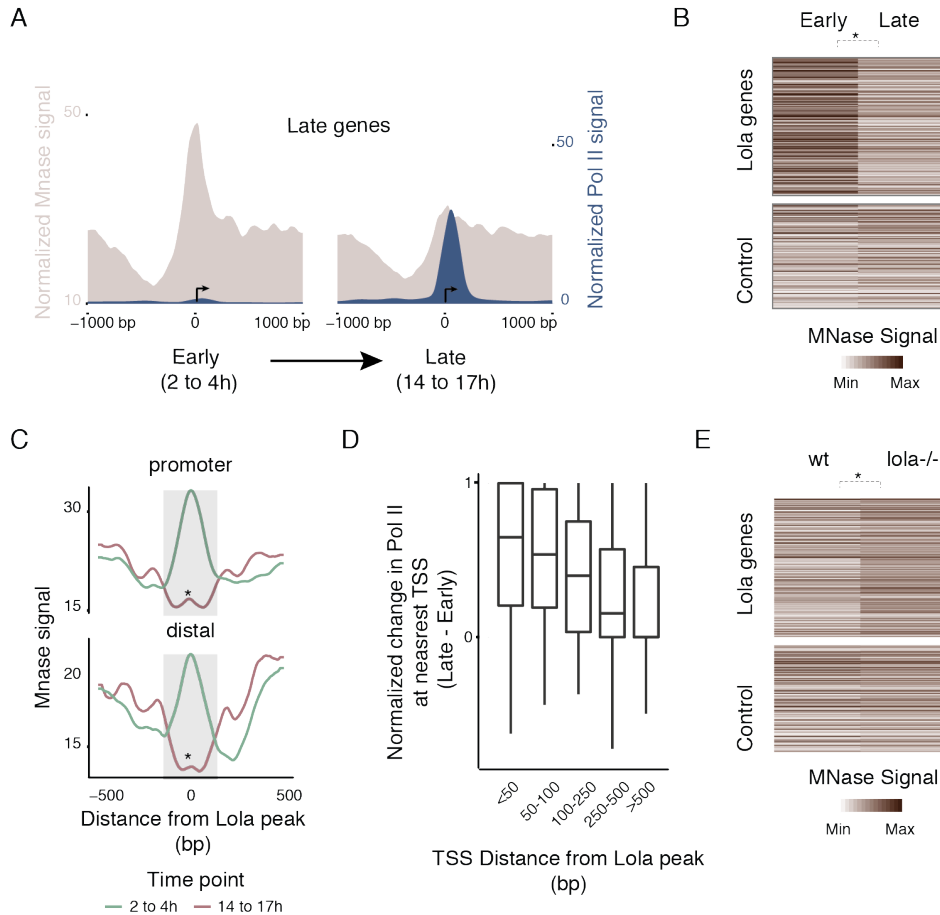 A
Normalized Mnase signal
50
10
Late genes
Normalized Pol II signal
50
0
−1000 bp
0
1000 bp
−1000 bp
0
1000 bp
Early
(2 to 4h)
Late
(14 to 17h)
B
Early
Late
*
Lola genes
Control
MNase Signal
Min
Max
C
promoter
30
15
*
distal
Mnase signal
20
15
*
−500
0
500
Distance from Lola peak
(bp)
Time point
2 to 4h
14 to 17h
D
Normalized change in Pol II
at neasrest TSS
(Late - Early)
1
0
<50
50-100
100-250
250-500
>500
TSS Distance from Lola peak
(bp)
E
wt
lola-/-
*
Lola genes
Control
MNase Signal
Min
Max